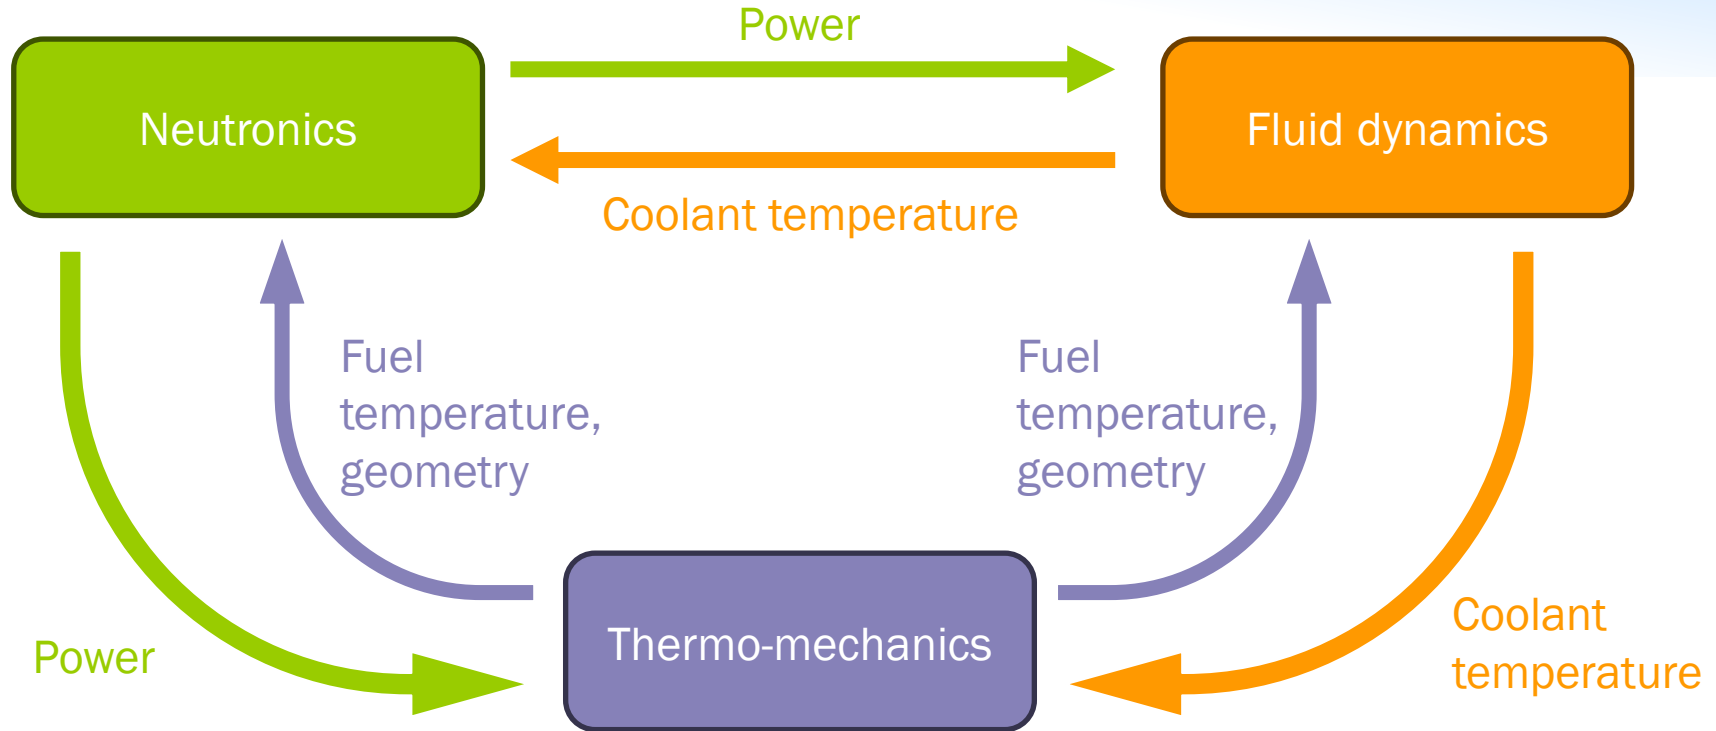 Power
Neutronics
Fluid dynamics
Coolant temperature
Fuel
temperature,
geometry
Fuel
temperature,
geometry
Power
Thermo-mechanics
Coolant
temperature